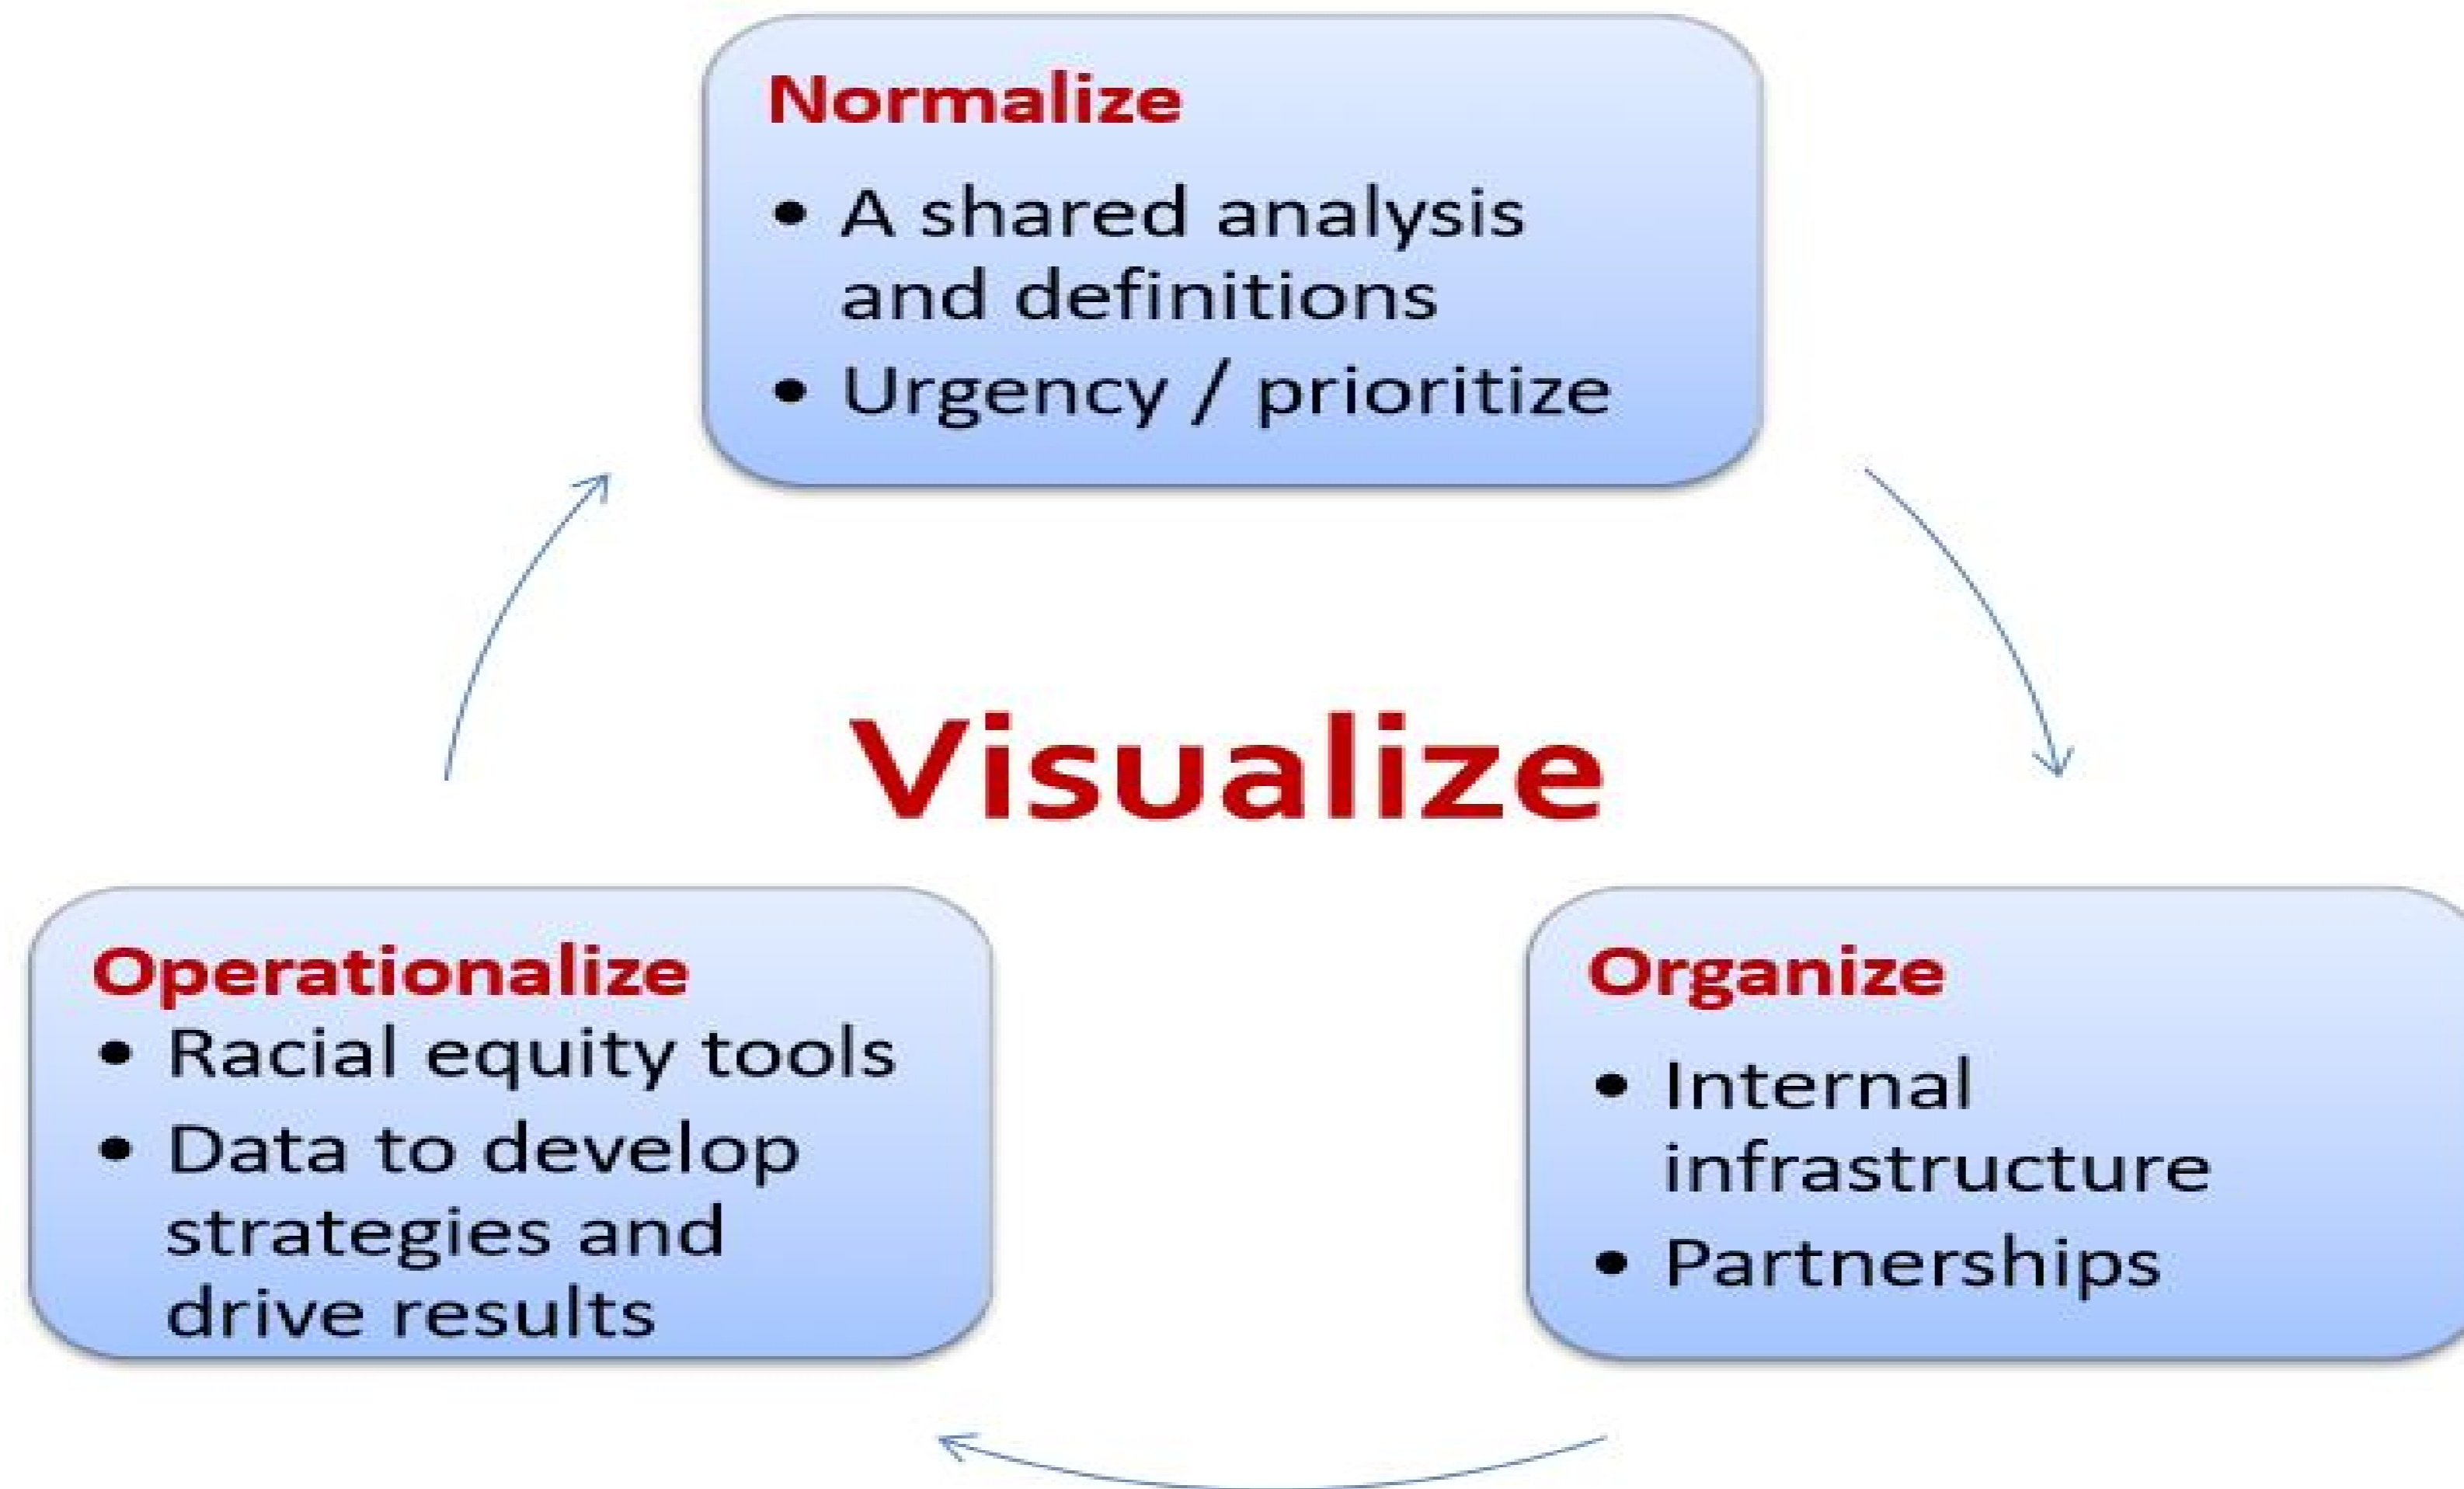 Normalize
• A shared analysis
and definitions
• Urgency / prioritize
Visualize
Operationalize
• Racial equity tools
• Data to develop
strategies and
drive results
Organize
• Internal
infrastructure
• Partnerships